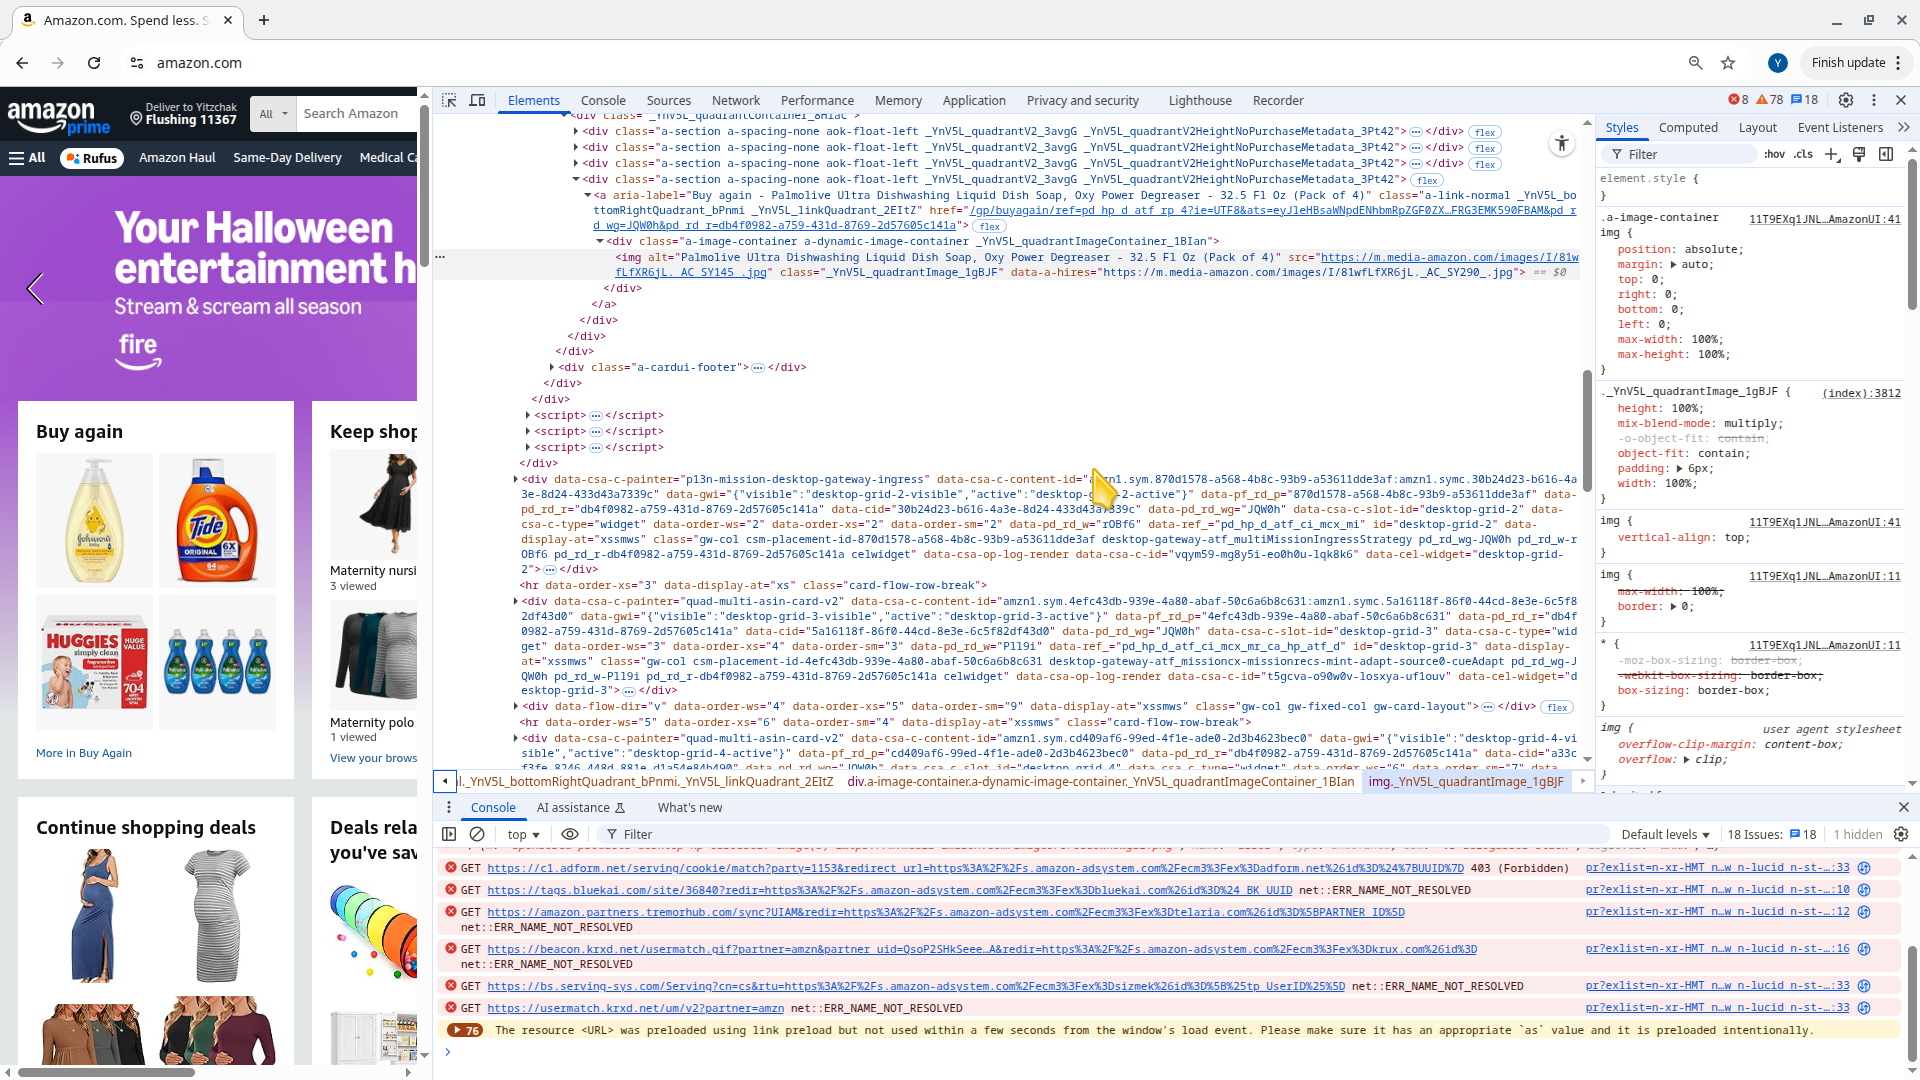 Amazon.com. Spend less. S
amazon.com
Y
Finish update
amazon
prime
Deliver to Yitzchak
Flushing 11367
All
Search Amazon
All
Rufus
Amazon Haul
Same-Day Delivery
Medical Ca
Your Halloween
entertainment h
Stream & scream all season
fire
Buy again
Keep shop
Johnson's
Tide
ORIGINAL
HUGGIES
simply clean
704
Maternity nursi
3 viewed
Maternity polo
1 viewed
More in Buy Again
View your brows
Continue shopping deals
Deals rela
you've sav
Elements
Console
Sources
Network
Performance
Memory
Application
Privacy and security
Lighthouse
Recorder
8
78
18
<div class="_YnV5L_quadrantContainer_8HIaC">
<div class="a-section a-spacing-none aok-float-left _YnV5L_quadrantV2_3avgG _YnV5L_quadrantV2HeightNoPurchaseMetadata_3Pt42">…</div> flex
<div class="a-section a-spacing-none aok-float-left _YnV5L_quadrantV2_3avgG _YnV5L_quadrantV2HeightNoPurchaseMetadata_3Pt42">…</div> flex
<div class="a-section a-spacing-none aok-float-left _YnV5L_quadrantV2_3avgG _YnV5L_quadrantV2HeightNoPurchaseMetadata_3Pt42">…</div> flex
<div class="a-section a-spacing-none aok-float-left _YnV5L_quadrantV2_3avgG _YnV5L_quadrantV2HeightNoPurchaseMetadata_3Pt42"> flex
<a aria-label="Buy again - Palmolive Ultra Dishwashing Liquid Dish Soap, Oxy Power Degreaser - 32.5 Fl Oz (Pack of 4)" class="a-link-normal _YnV5L_bo
ttomRightQuadrant_bPnmi _YnV5L_linkQuadrant_2EItZ" href="/gp/buyagain/ref=pd_hp_d_atf_rp_4?ie=UTF8&ats=eyJleHBsaWNpdENhbmRpZGF0ZX…FRG3EMK590FBAM&pd_r
d_wg=JQW0h&pd_rd_r=db4f0982-a759-431d-8769-2d57605c141a"> flex
<div class="a-image-container a-dynamic-image-container _YnV5L_quadrantImageContainer_1BIan">
<img alt="Palmolive Ultra Dishwashing Liquid Dish Soap, Oxy Power Degreaser - 32.5 Fl Oz (Pack of 4)" src="https://m.media-amazon.com/images/I/81w
fLfXR6jL._AC_SY145_.jpg" class="_YnV5L_quadrantImage_1gBJF" data-a-hires="https://m.media-amazon.com/images/I/81wfLfXR6jL._AC_SY290_.jpg"> == $0
</div>
</a>
</div>
</div>
</div>
<div class="a-cardui-footer">…</div>
</div>
</div>
<script>…</script>
<script>…</script>
<script>…</script>
</div>
<div data-csa-c-painter="p13n-mission-desktop-gateway-ingress" data-csa-c-content-id="amzn1.sym.870d1578-a568-4b8c-93b9-a53611dde3af:amzn1.symc.30b24d23-b616-4a
3e-8d24-433d43a7339c" data-gwi="{"visible":"desktop-grid-2-visible","active":"desktop-grid-2-active"}" data-pf_rd_p="870d1578-a568-4b8c-93b9-a53611dde3af" data-
pd_rd_r="db4f0982-a759-431d-8769-2d57605c141a" data-cid="30b24d23-b616-4a3e-8d24-433d43a7339c" data-pd_rd_wg="JQW0h" data-csa-c-slot-id="desktop-grid-2" data-
csa-c-type="widget" data-order-ws="2" data-order-xs="2" data-order-sm="2" data-pd_rd_w="rOBf6" data-ref_="pd_hp_d_atf_ci_mcx_mi" id="desktop-grid-2" data-
display-at="xssmws" class="gw-col csm-placement-id-870d1578-a568-4b8c-93b9-a53611dde3af desktop-gateway-atf_multiMissionIngressStrategy pd_rd_wg-JQW0h pd_rd_w-r
OBf6 pd_rd_r-db4f0982-a759-431d-8769-2d57605c141a celwidget" data-csa-op-log-render data-csa-c-id="vqym59-mg8y5i-eo0h0u-lqk8k6" data-cel-widget="desktop-grid-
2">…</div>
<hr data-order-xs="3" data-display-at="xs" class="card-flow-row-break">
<div data-csa-c-painter="quad-multi-asin-card-v2" data-csa-c-content-id="amzn1.sym.4efc43db-939e-4a80-abaf-50c6a6b8c631:amzn1.symc.5a16118f-86f0-44cd-8e3e-6c5f8
2df43d0" data-gwi="{"visible":"desktop-grid-3-visible","active":"desktop-grid-3-active"}" data-pf_rd_p="4efc43db-939e-4a80-abaf-50c6a6b8c631" data-pd_rd_r="db4f
0982-a759-431d-8769-2d57605c141a" data-cid="5a16118f-86f0-44cd-8e3e-6c5f82df43d0" data-pd_rd_wg="JQW0h" data-csa-c-slot-id="desktop-grid-3" data-csa-c-type="wid
get" data-order-ws="3" data-order-xs="4" data-order-sm="3" data-pd_rd_w="Pll9i" data-ref_="pd_hp_d_atf_ci_mcx_mr_ca_hp_atf_d" id="desktop-grid-3" data-display-
at="xssmws" class="gw-col csm-placement-id-4efc43db-939e-4a80-abaf-50c6a6b8c631 desktop-gateway-atf_missioncx-missionrecs-mint-adapt-source0-cueAdapt pd_rd_wg-J
QW0h pd_rd_w-Pll9i pd_rd_r-db4f0982-a759-431d-8769-2d57605c141a celwidget" data-csa-op-log-render data-csa-c-id="t5gcva-o90w0v-losxya-uf1ouv" data-cel-widget="d
esktop-grid-3">…</div>
<div data-flow-dir="v" data-order-ws="4" data-order-xs="5" data-order-sm="9" data-display-at="xssmws" class="gw-col gw-fixed-col gw-card-layout">…</div> flex
<hr data-order-ws="5" data-order-xs="6" data-order-sm="4" data-display-at="xssmws" class="card-flow-row-break">
<div data-csa-c-painter="quad-multi-asin-card-v2" data-csa-c-content-id="amzn1.sym.cd409af6-99ed-4f1e-ade0-2d3b4623bec0" data-gwi="{"visible":"desktop-grid-4-vi
sible","active":"desktop-grid-4-active"}" data-pf_rd_p="cd409af6-99ed-4f1e-ade0-2d3b4623bec0" data-pd_rd_r="db4f0982-a759-431d-8769-2d57605c141a" data-cid="a33c
l._YnV5L_bottomRightQuadrant_bPnmi._YnV5L_linkQuadrant_2EItZ
div.a-image-container.a-dynamic-image-container._YnV5L_quadrantImageContainer_1BIan
img._YnV5L_quadrantImage_1gBJF
Styles
Computed
Layout
Event Listeners
Filter
:hov
.cls
element.style {
}
.a-image-container 11T9EXq1JNL…AmazonUI:41
img {
position: absolute;
margin: auto;
top: 0;
right: 0;
bottom: 0;
left: 0;
max-width: 100%;
max-height: 100%;
}
._YnV5L_quadrantImage_1gBJF { (index):3812
height: 100%;
mix-blend-mode: multiply;
-o-object-fit: contain;
object-fit: contain;
padding: 6px;
width: 100%;
}
img { 11T9EXq1JNL…AmazonUI:41
vertical-align: top;
}
img { 11T9EXq1JNL…AmazonUI:11
max-width: 100%;
border: 0;
}
* { 11T9EXq1JNL…AmazonUI:11
-moz-box-sizing: border-box;
-webkit-box-sizing: border-box;
box-sizing: border-box;
}
img { user agent stylesheet
overflow-clip-margin: content-box;
overflow: clip;
}
Console
AI assistance
What's new
top
Filter
Default levels
18 Issues: 18
1 hidden
GET https://c1.adform.net/serving/cookie/match?party=1153&redirect_url=https%3A%2F%2Fs.amazon-adsystem.com%2Fecm3%3Fex%3Dadform.net%26id%3D%24%7BUUID%7D 403 (Forbidden) pr?exlist=n-xr-HMT_n…w_n-lucid_n-st-…:33
GET https://tags.bluekai.com/site/36840?redir=https%3A%2F%2Fs.amazon-adsystem.com%2Fecm3%3Fex%3Dbluekai.com%26id%3D%24_BK_UUID net::ERR_NAME_NOT_RESOLVED pr?exlist=n-xr-HMT_n…w_n-lucid_n-st-…:10
GET https://amazon.partners.tremorhub.com/sync?UIAM&redir=https%3A%2F%2Fs.amazon-adsystem.com%2Fecm3%3Fex%3Dtelaria.com%26id%3D%5BPARTNER_ID%5D pr?exlist=n-xr-HMT_n…w_n-lucid_n-st-…:12
net::ERR_NAME_NOT_RESOLVED
GET https://beacon.krxd.net/usermatch.gif?partner=amzn&partner_uid=QsoP2SHkSeee…A&redir=https%3A%2F%2Fs.amazon-adsystem.com%2Fecm3%3Fex%3Dkrux.com%26id%3D pr?exlist=n-xr-HMT_n…w_n-lucid_n-st-…:16
net::ERR_NAME_NOT_RESOLVED
GET https://bs.serving-sys.com/Serving?cn=cs&rtu=https%3A%2F%2Fs.amazon-adsystem.com%2Fecm3%3Fex%3Dsizmek%26id%3D%5B%25tp_UserID%25%5D net::ERR_NAME_NOT_RESOLVED pr?exlist=n-xr-HMT_n…w_n-lucid_n-st-…:33
GET https://usermatch.krxd.net/um/v2?partner=amzn net::ERR_NAME_NOT_RESOLVED pr?exlist=n-xr-HMT_n…w_n-lucid_n-st-…:33
76 The resource <URL> was preloaded using link preload but not used within a few seconds from the window's load event. Please make sure it has an appropriate `as` value and it is preloaded intentionally.